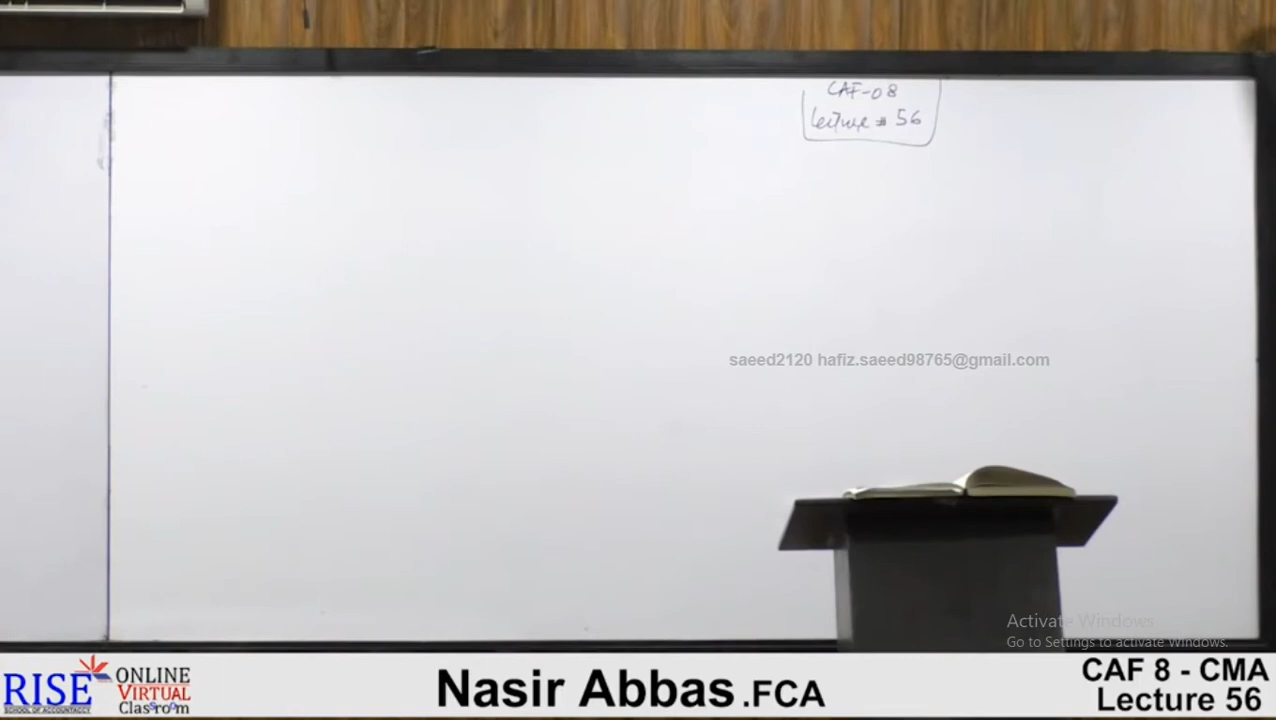 CAF-08
Lecture # 56
saeed2120 hafiz.saeed98765@gmail.com
Activate Windows
Go to Settings to activate Windows.
RISE
SCHOOL OF ACCOUNTANCY
ONLINE
VIRTUAL
Classroom
Nasir Abbas .FCA
CAF 8 - CMA
Lecture 56